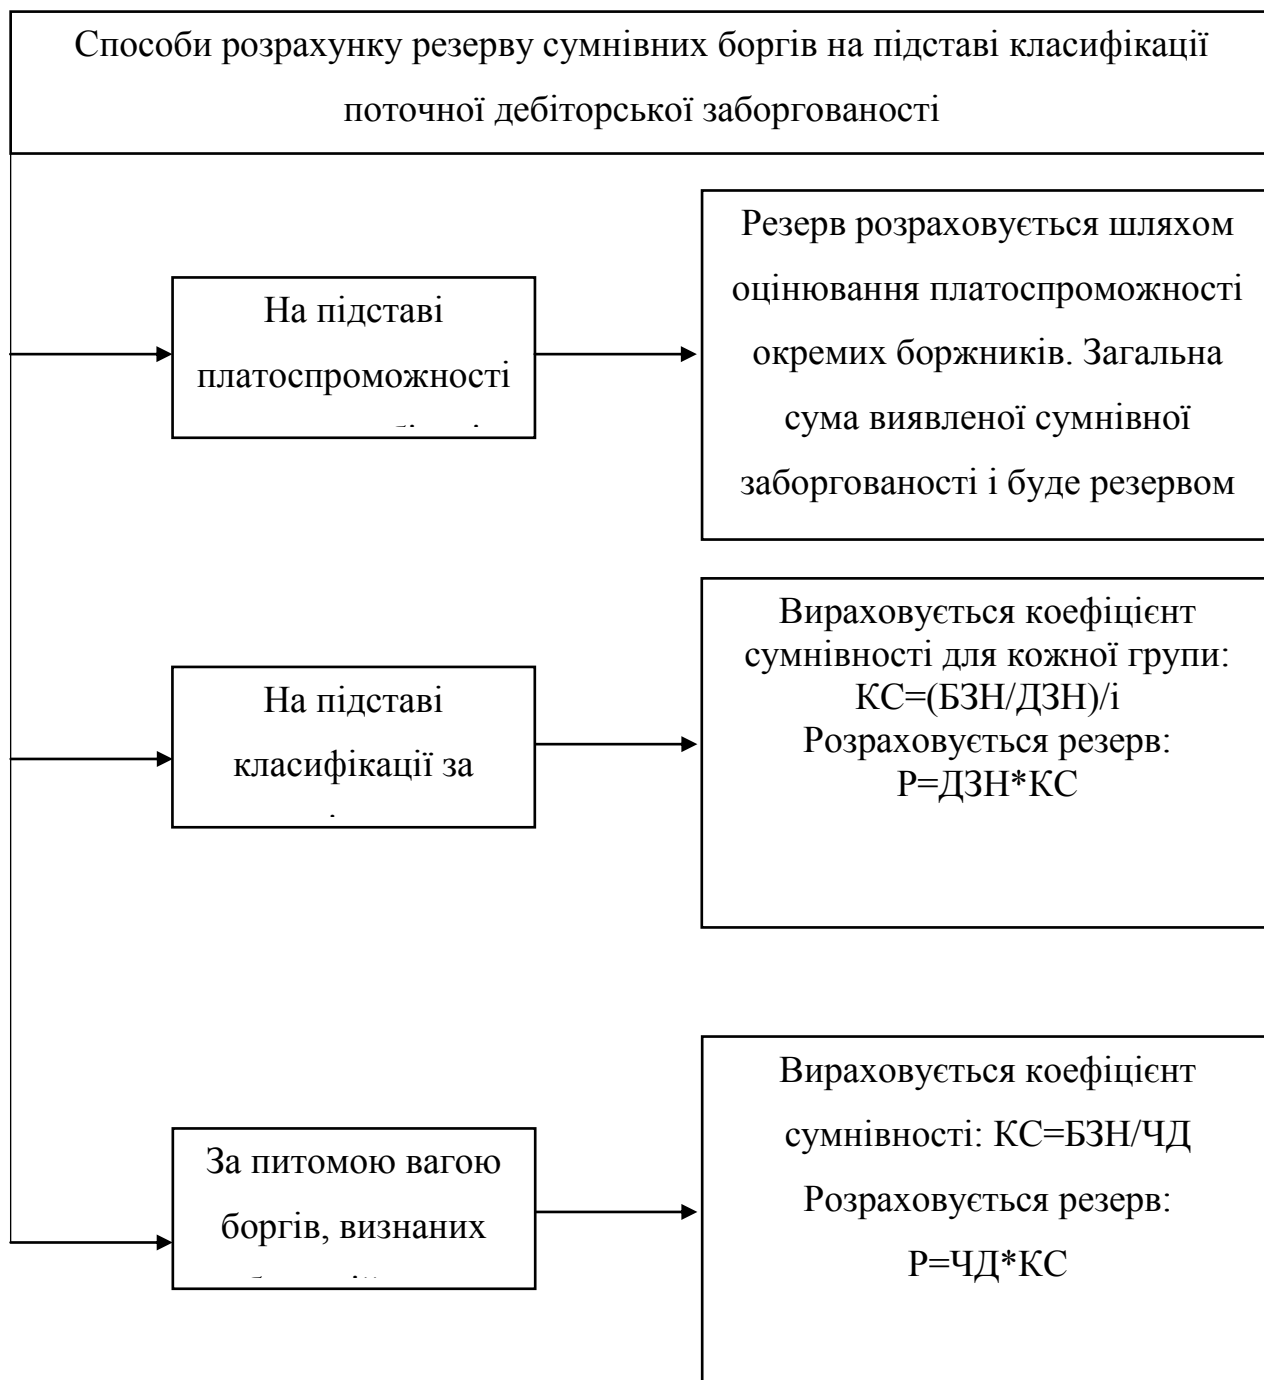 Способи розрахунку резерву сумнівних боргів на підставі класифікації
поточної дебіторської заборгованості
На підставі
платоспроможності
Резерв розраховується шляхом
оцінювання платоспроможності
окремих боржників. Загальна
сума виявленої сумнівної
заборгованості і буде резервом
На підставі
класифікації за
Вираховується коефіцієнт
сумнівності для кожної групи:
КС=(БЗН/ДЗН)/і
Розраховується резерв:
Р=ДЗН*КС
За питомою вагою
боргів, визнаних
Вираховується коефіцієнт
сумнівності: КС=БЗН/ЧД
Розраховується резерв:
Р=ЧД*КС